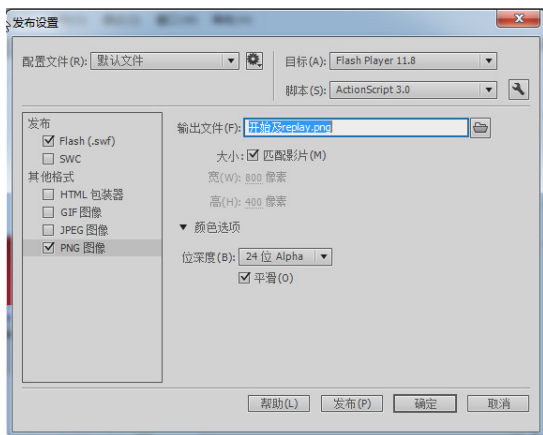 发布设置
配置文件(R): 默认文件
目标(A): Flash Player 11.8
脚本(S): ActionScript 3.0
发布
Flash (.swf)
SWC
其他格式
HTML 包装器
GIF 图像
JPEG 图像
PNG 图像
输出文件(F): 开始及replay.png
大小: 匹配影片(M)
宽(W): 800 像素
高(H): 400 像素
颜色选项
位深度(B): 24 位 Alpha
平滑(O)
帮助(L) 发布(P) 确定 取消